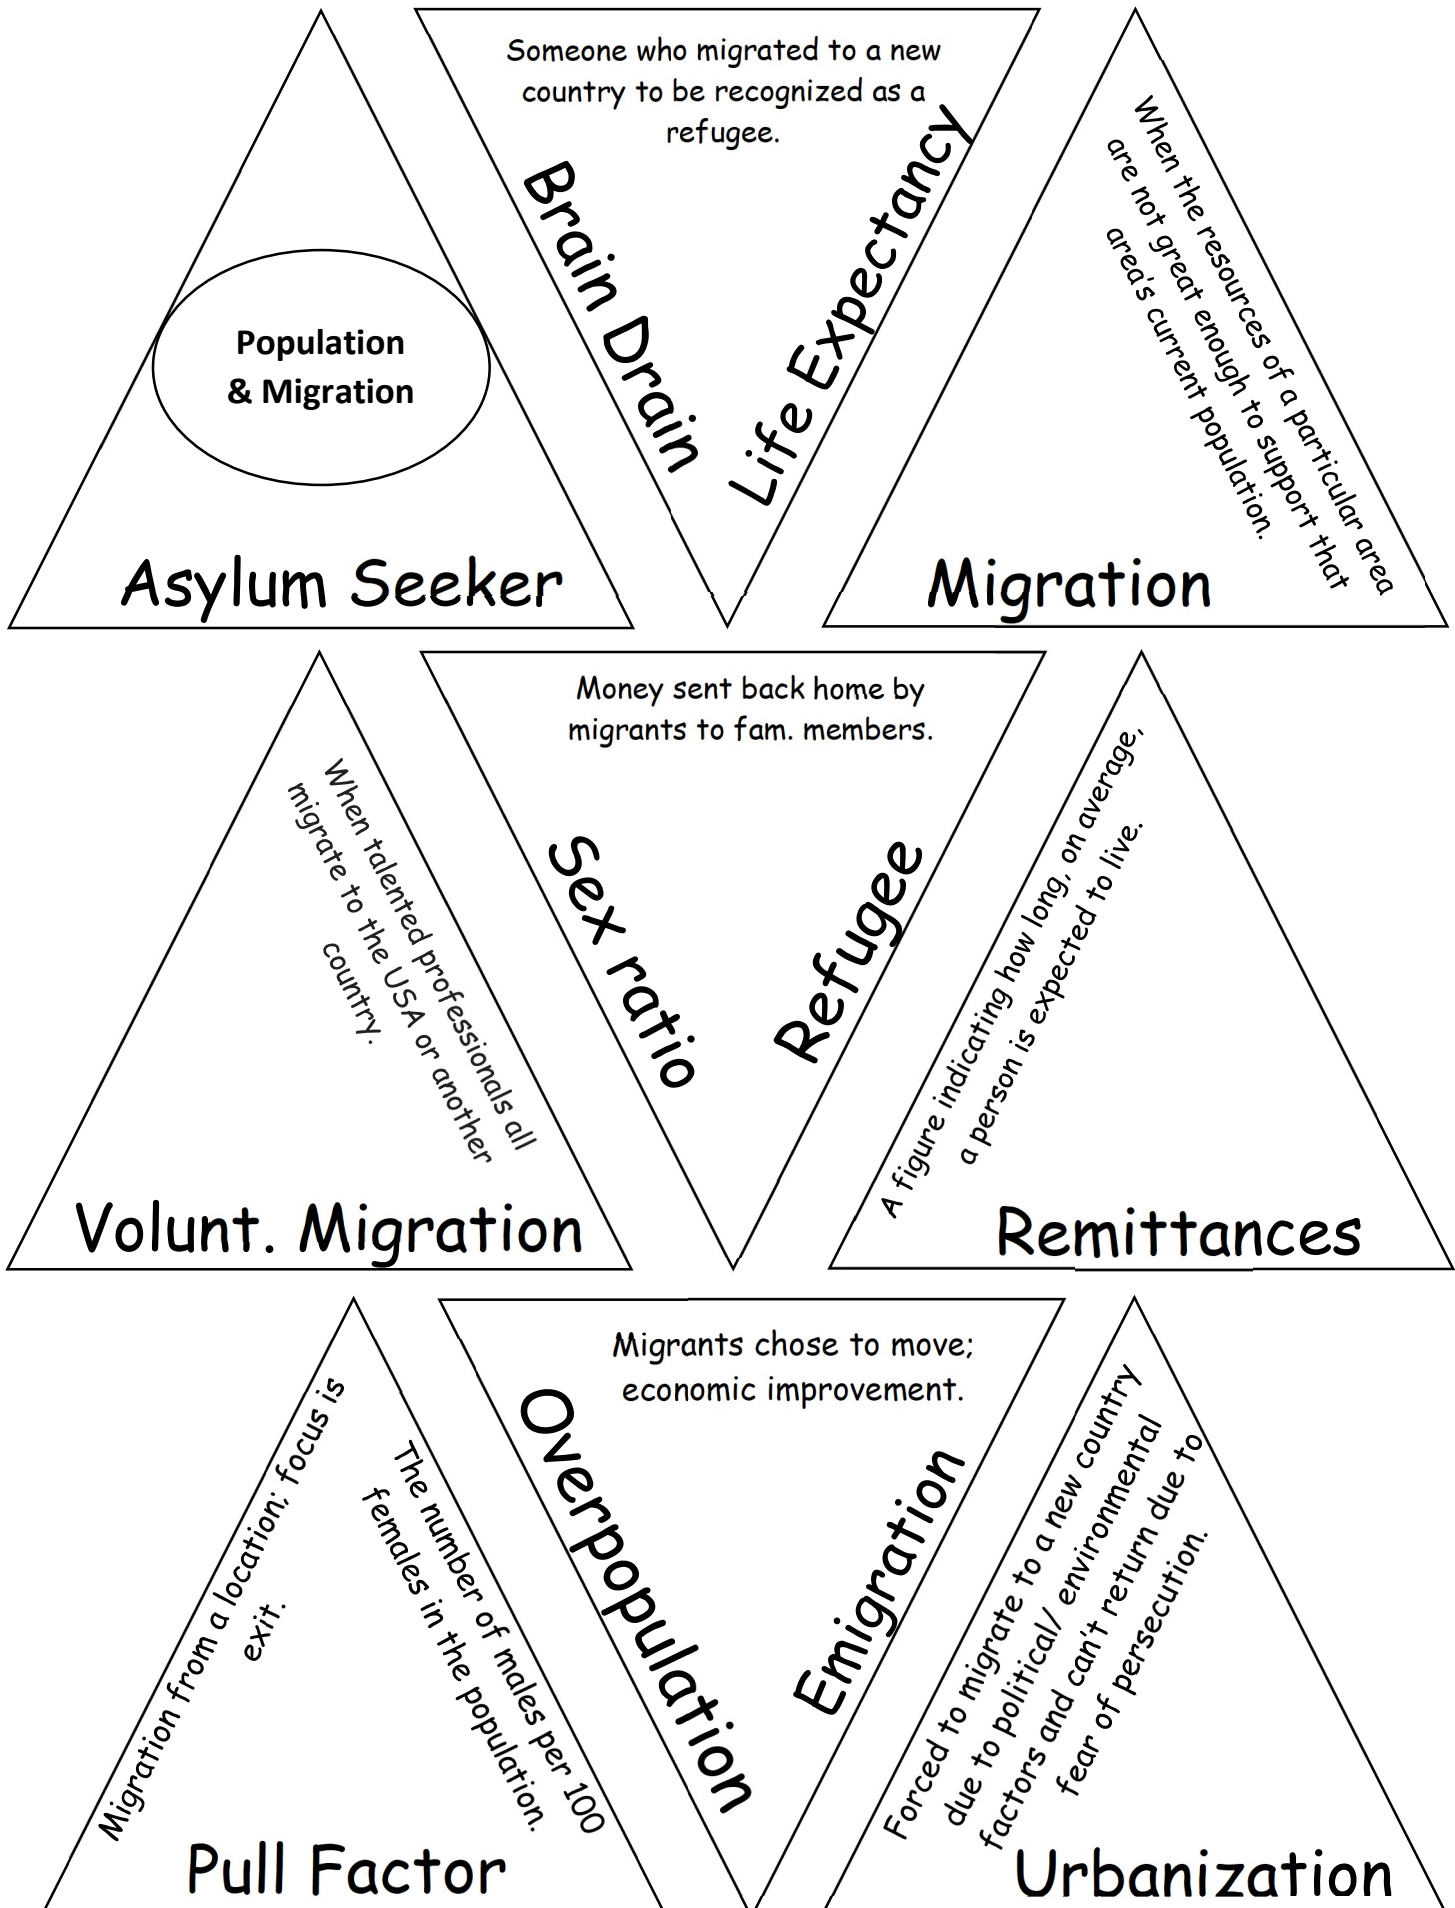 Population
& Migration
Asylum Seeker
Someone who migrated to a new
country to be recognized as a
refugee.
Brain Drain
Life Expectancy
When the resources of a particular area
are not great enough to support that
area's current population.
Migration
When talented professionals all
migrate to the USA or another
country.
Volunt. Migration
Money sent back home by
migrants to fam. members.
Sex ratio
Refugee
A figure indicating how long, on average,
a person is expected to live.
Remittances
Migration from a location; focus is
exit.
The number of males per 100
females in the population.
Pull Factor
Migrants chose to move;
economic improvement.
Overpopulation
Emigration
Forced to migrate to a new country
due to political/ environmental
factors and can't return due to
fear of persecution.
Urbanization